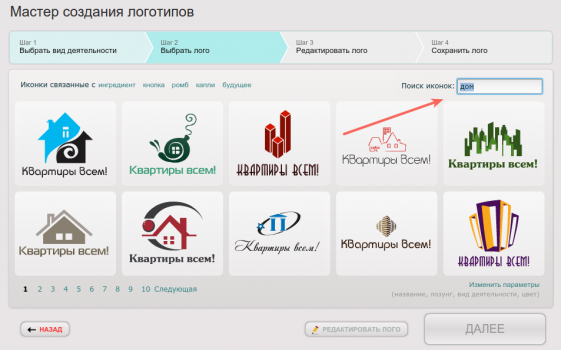 Мастер создания логотипов
Шаг 1
Выбрать вид деятельности
Шаг 2
Выбрать лого
Шаг 3
Редактировать лого
Шаг 4
Сохранить лого
Иконки связанные с ингредиент кнопка ромб капли будущие
Поиск иконок: дон
Квартиры всем!
Квартиры всем!
КВАРТИРЫ ВСЕМ!
Квартиры всем!
Квартиры всем!
Квартиры всем!
Квартиры всем!
Квартиры всем!
Квартиры всем!
КВАРТИРЫ ВСЕМ!
1 2 3 4 5 6 7 8 9 10 Следующая
Изменить параметры
(название, лозунг, вид деятельности, цвет)
НАЗАД
РЕДАКТИРОВАТЬ ЛОГО
ДАЛЕЕ